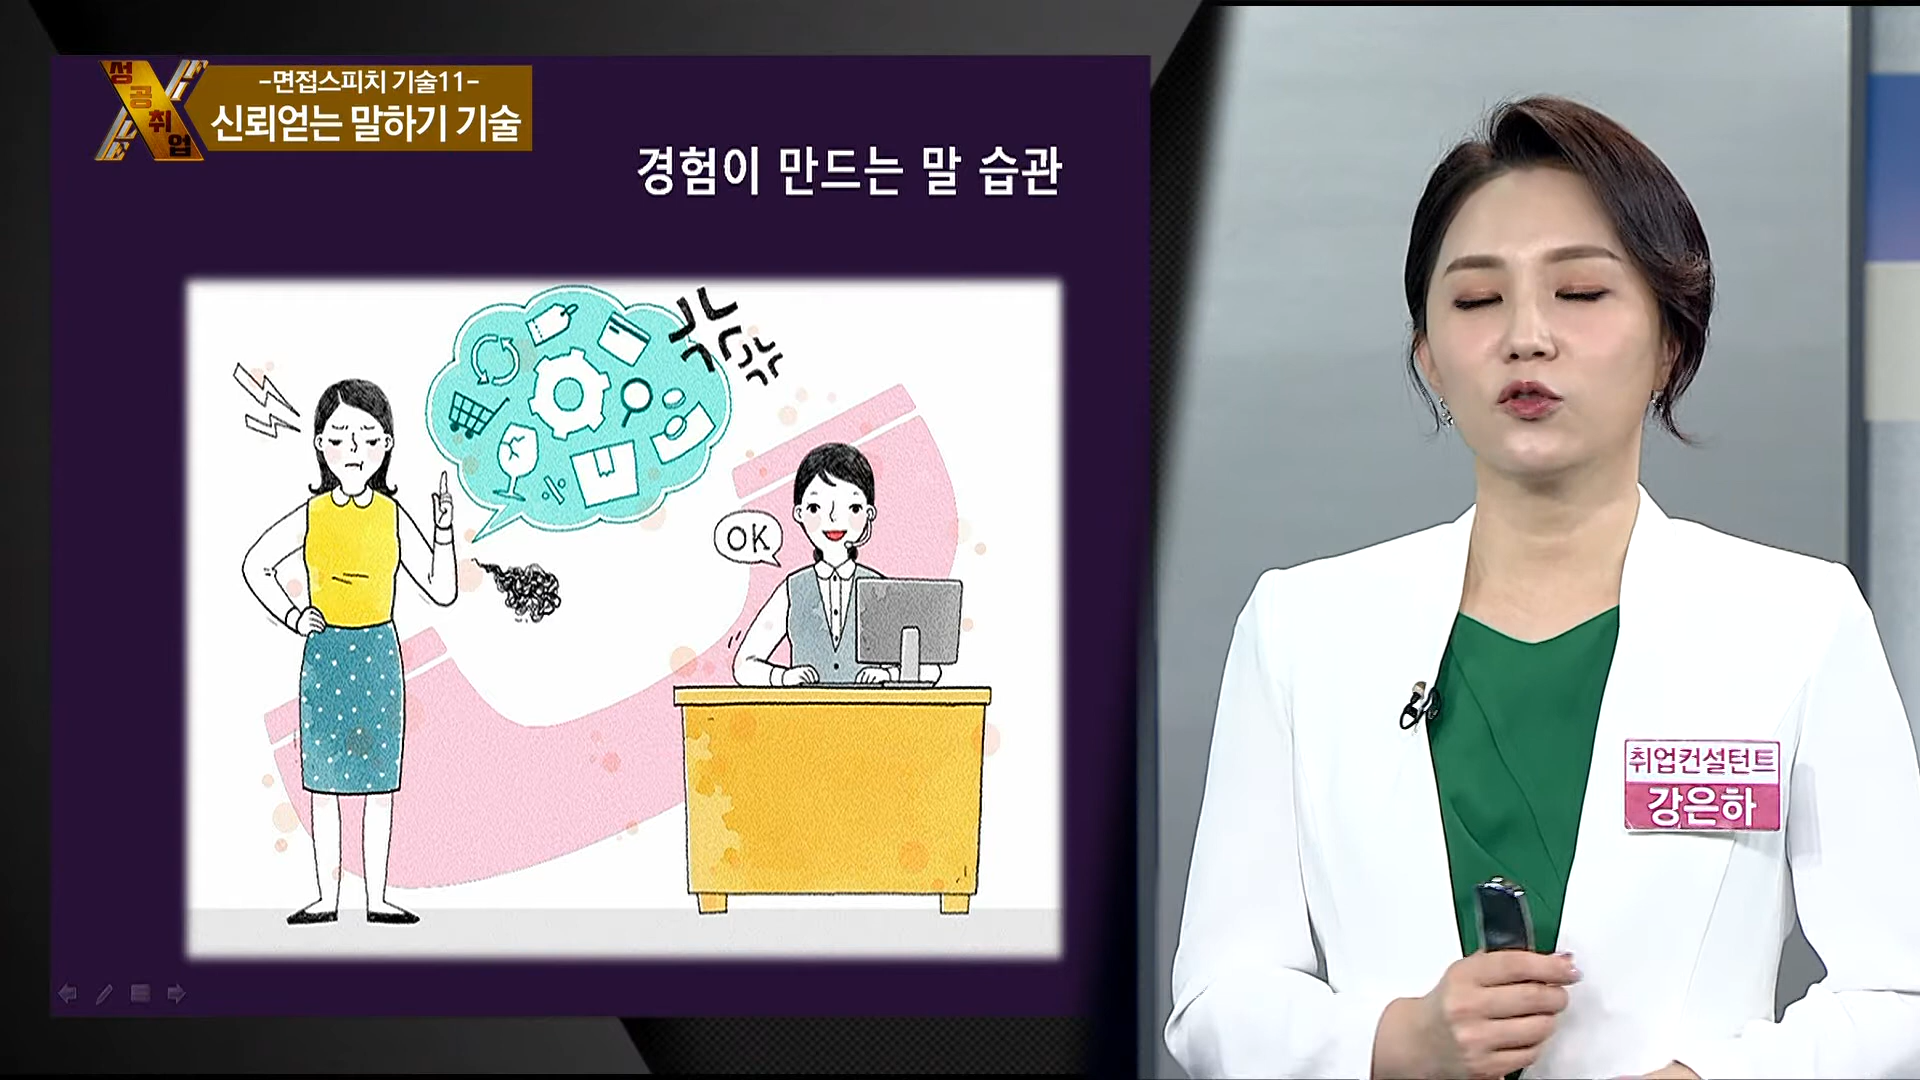 성공취업
-면접스피치 기술11-
신뢰얻는 말하기 기술
경험이 만드는 말 습관
OK
취업컨설턴트
강은하